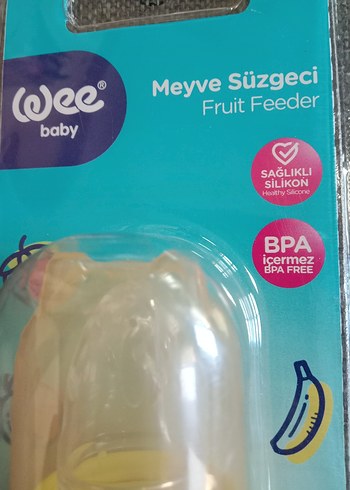 wee®
baby
Meyve Süzgeci
Fruit Feeder
SAĞLIKLI
SİLİKON
Healthy Silicone
BPA
içermez
BPA FREE